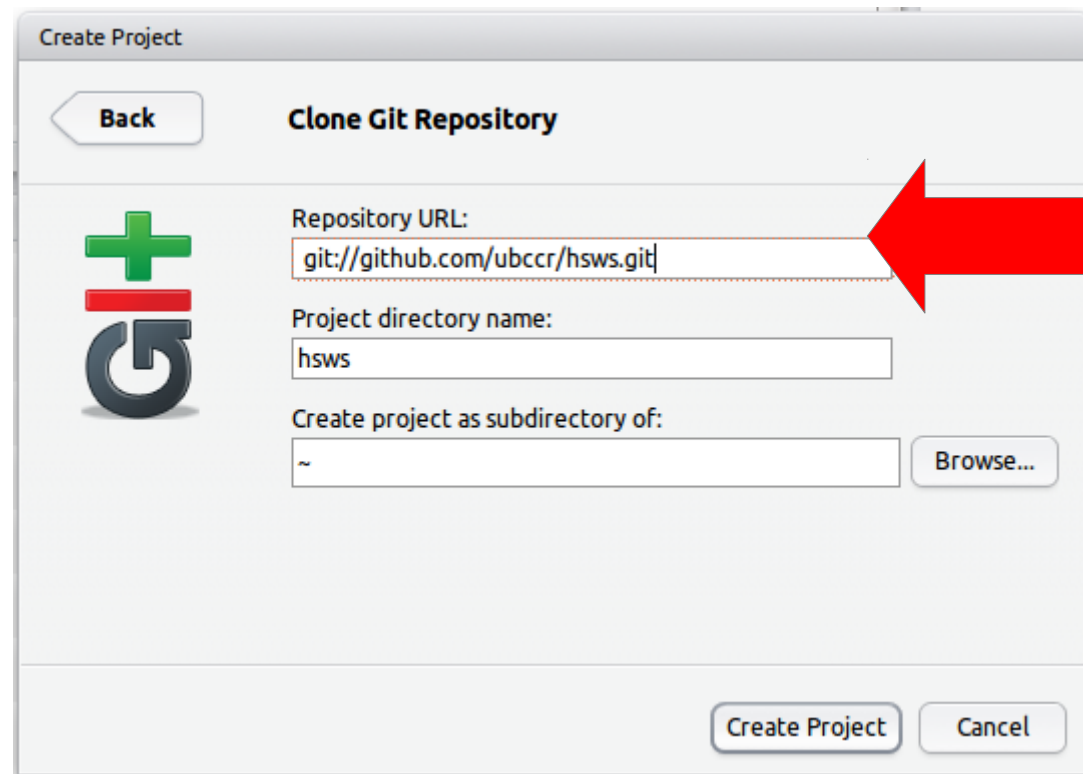 Create Project
Back
Clone Git Repository
Repository URL:
git://github.com/ubccr/hsws.git
Project directory name:
hsws
Create project as subdirectory of:
~
Browse...
git
Create Project
Cancel